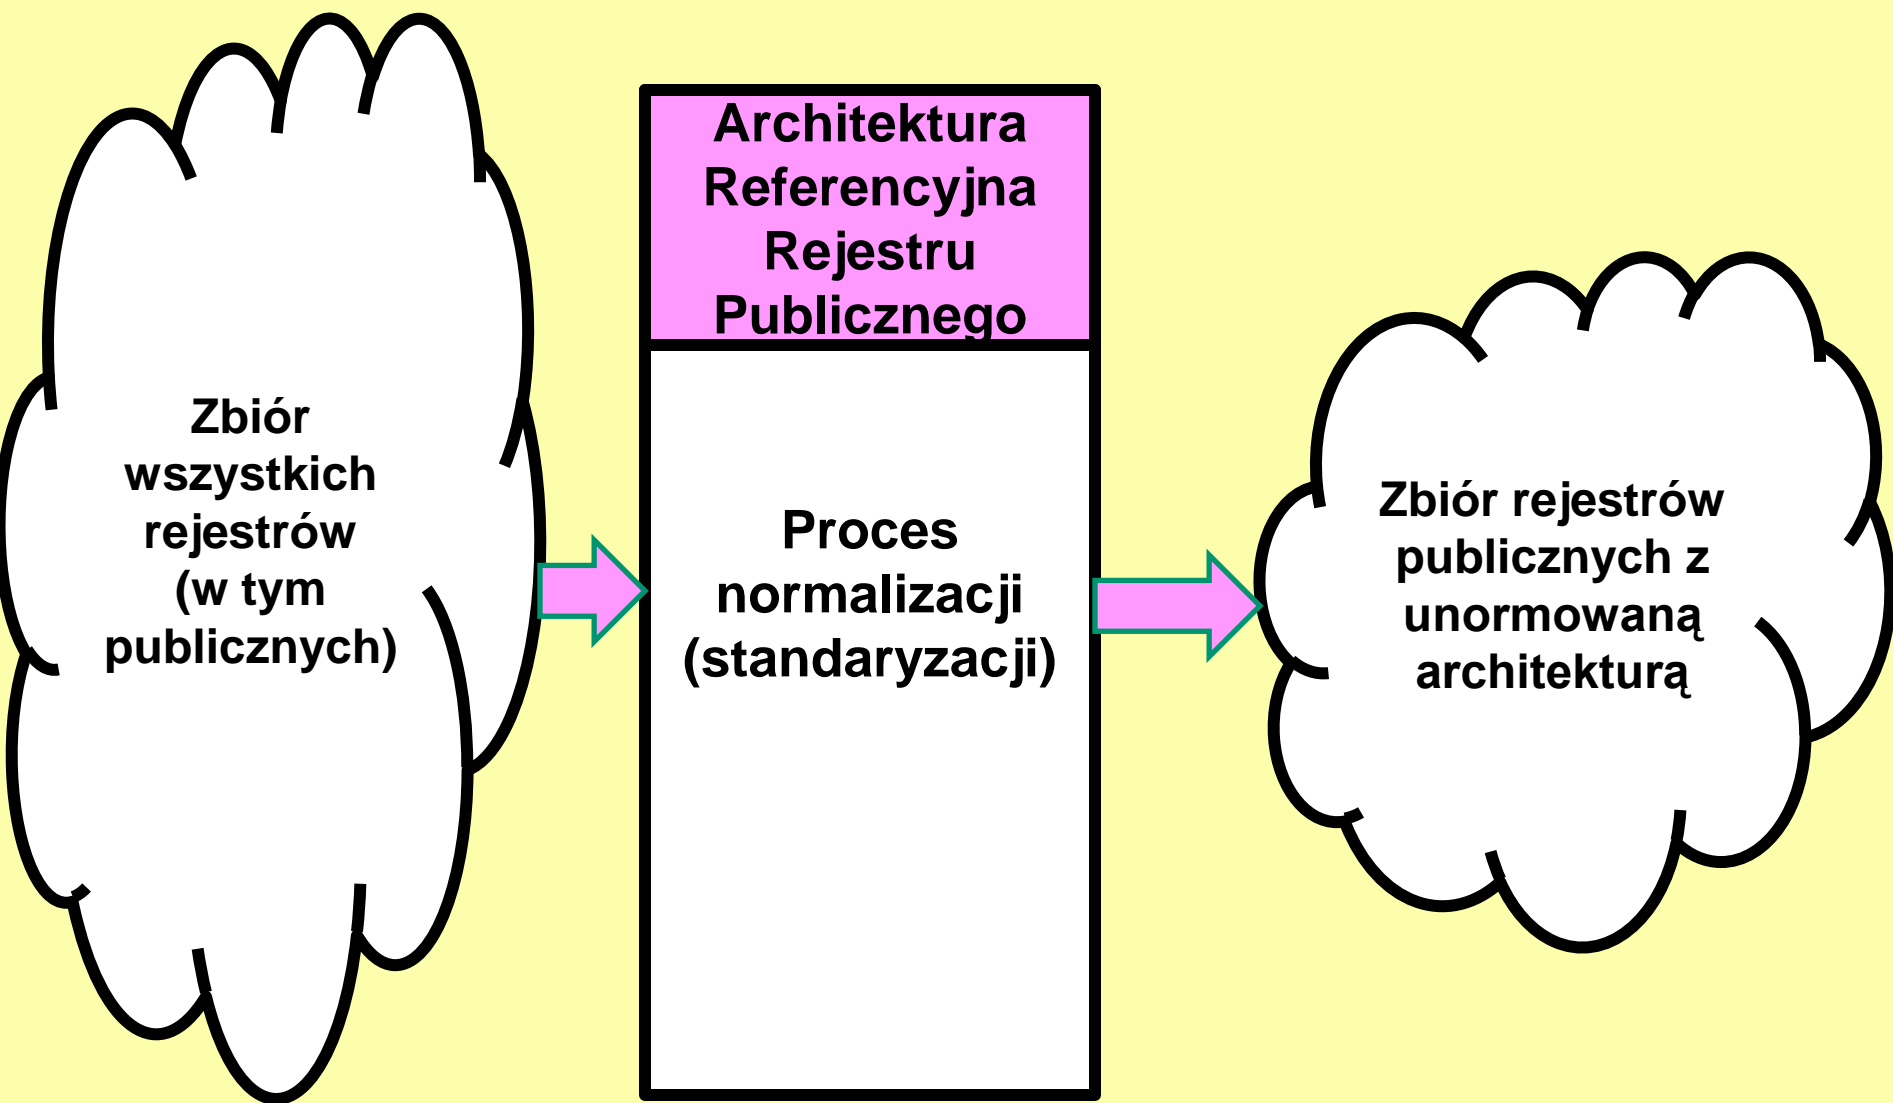 Zbiór
wszystkich
rejestrów
(w tym
publicznych)
Architektura
Referencyjna
Rejestru
Publicznego
Proces
normalizacji
(standaryzacji)
Zbiór rejestrów
publicznych z
unormowaną
architekturą